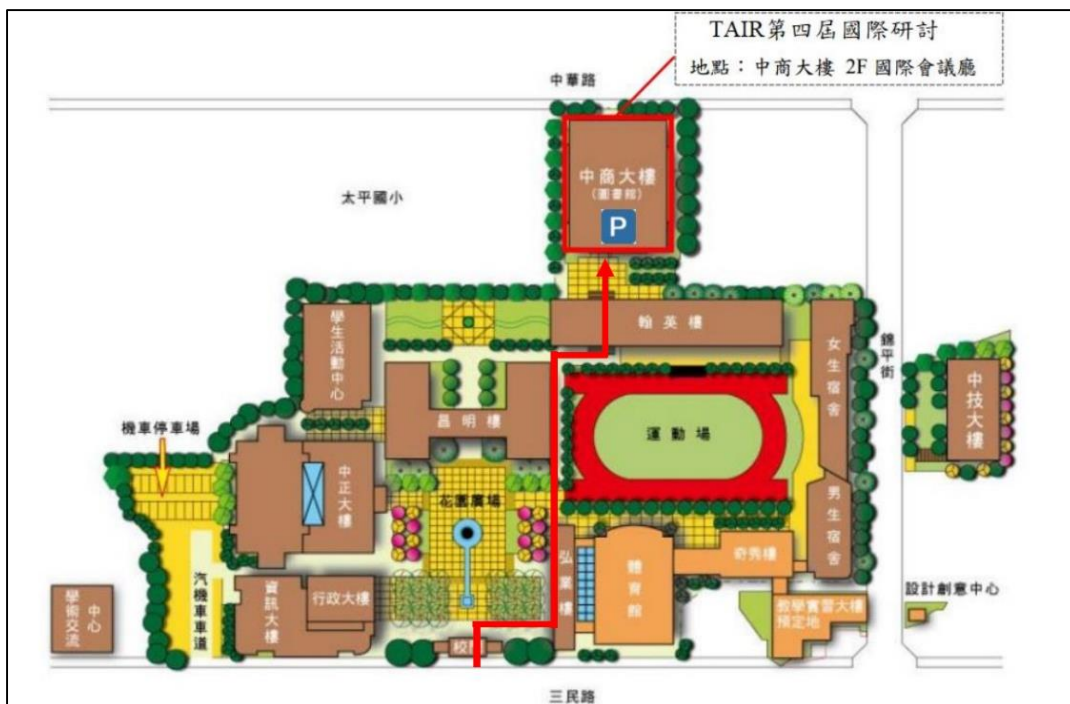 TAIR第四屆國際研討
地點：中商大樓 2F 國際會議廳
中華路
中商大樓
（圖書館）
P
太平國小
翰英樓
學生活動中心
女生宿舍
錦平街
中技大樓
昌明樓
運動場
機車停車場
中正大樓
花園廣場
男生宿舍
弘業樓
體育館
奇秀樓
汽機車車道
資訊大樓
行政大樓
教學實習大樓
預定地
設計創意中心
學術交流
中心
校
三民路